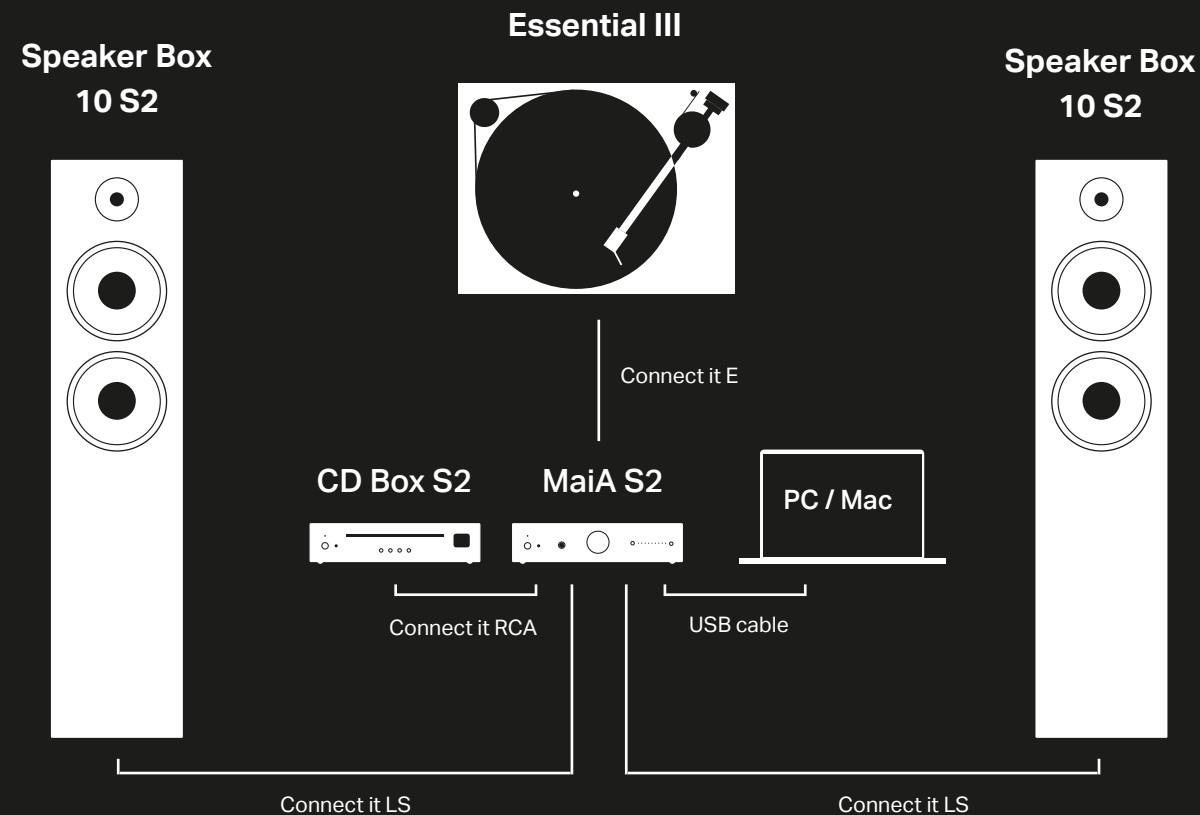 Essential III
Speaker Box
10 S2
Speaker Box
10 S2
Connect it E
CD Box S2
MaiA S2
PC / Mac
Connect it RCA
USB cable
Connect it LS
Connect it LS